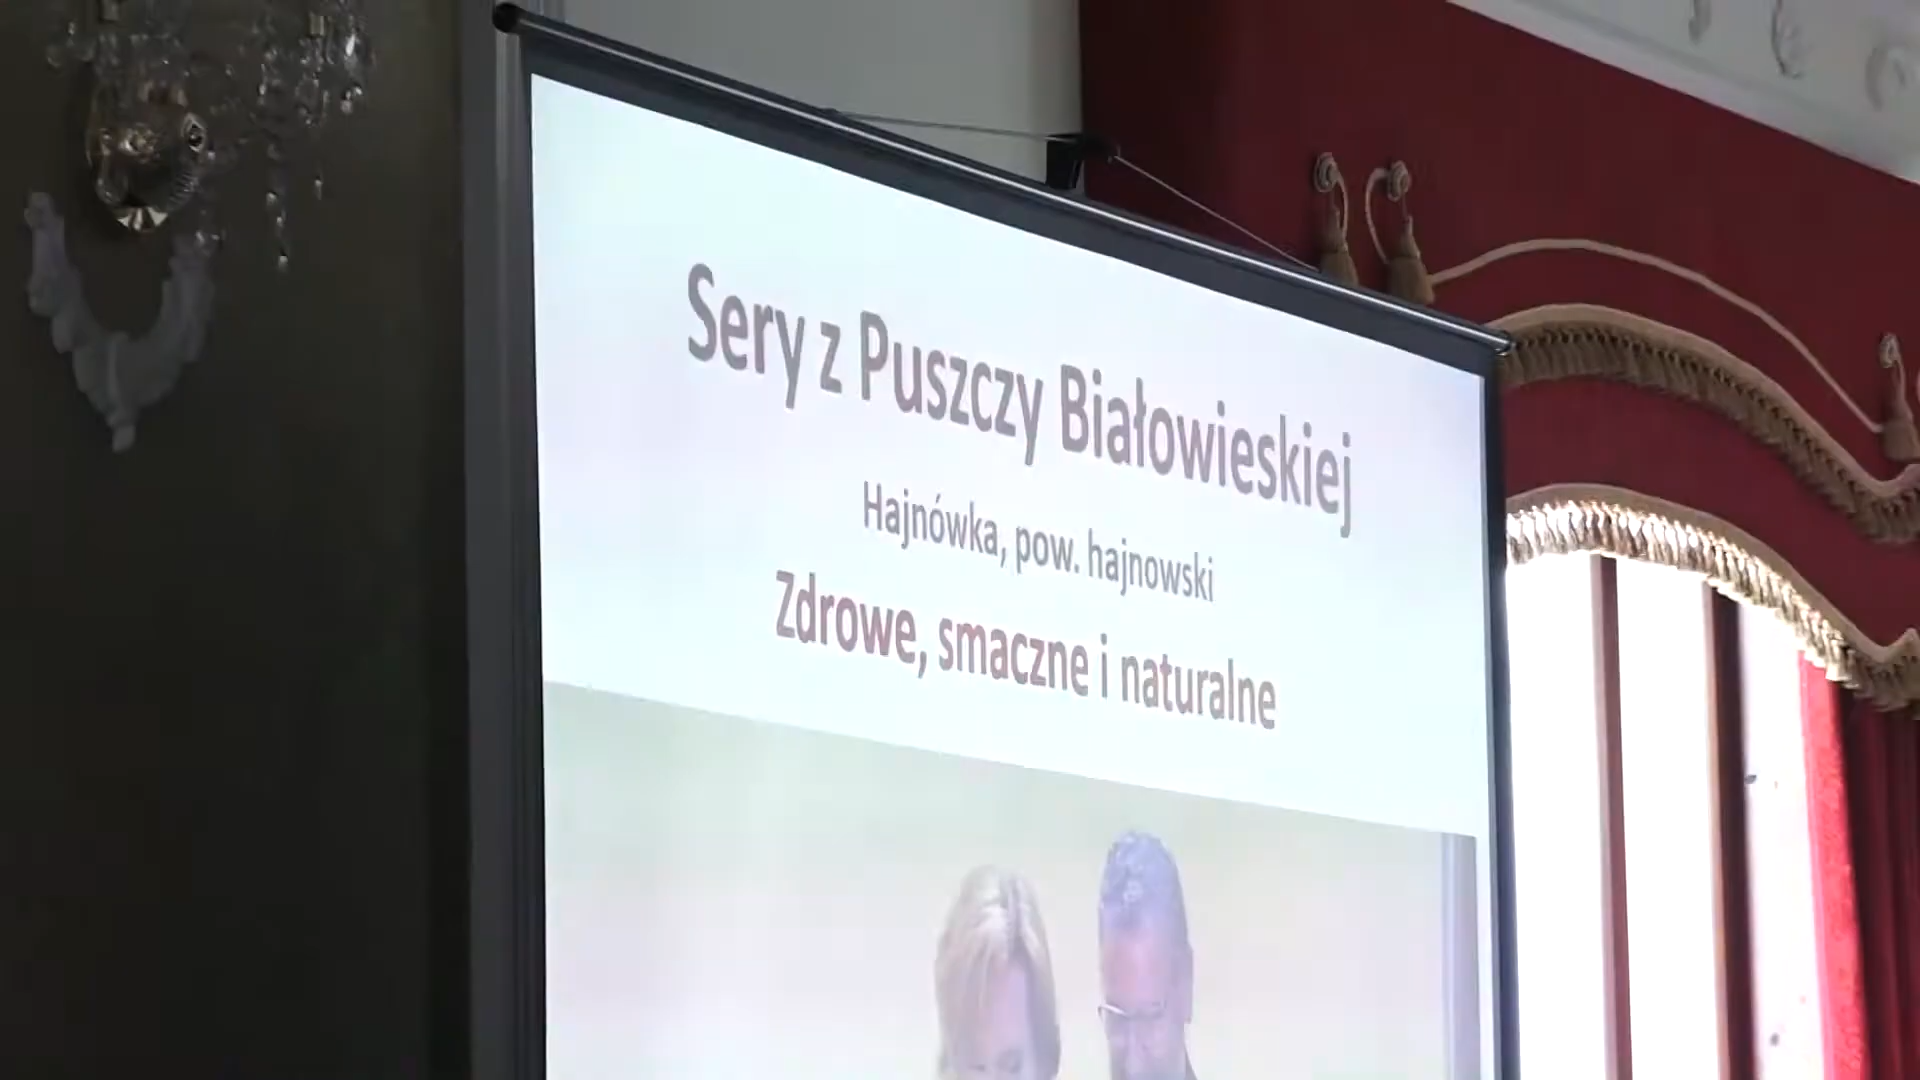 Sery z Puszczy Białowieskiej
Hajnówka, pow. hajnowski
Zdrowe, smaczne i naturalne